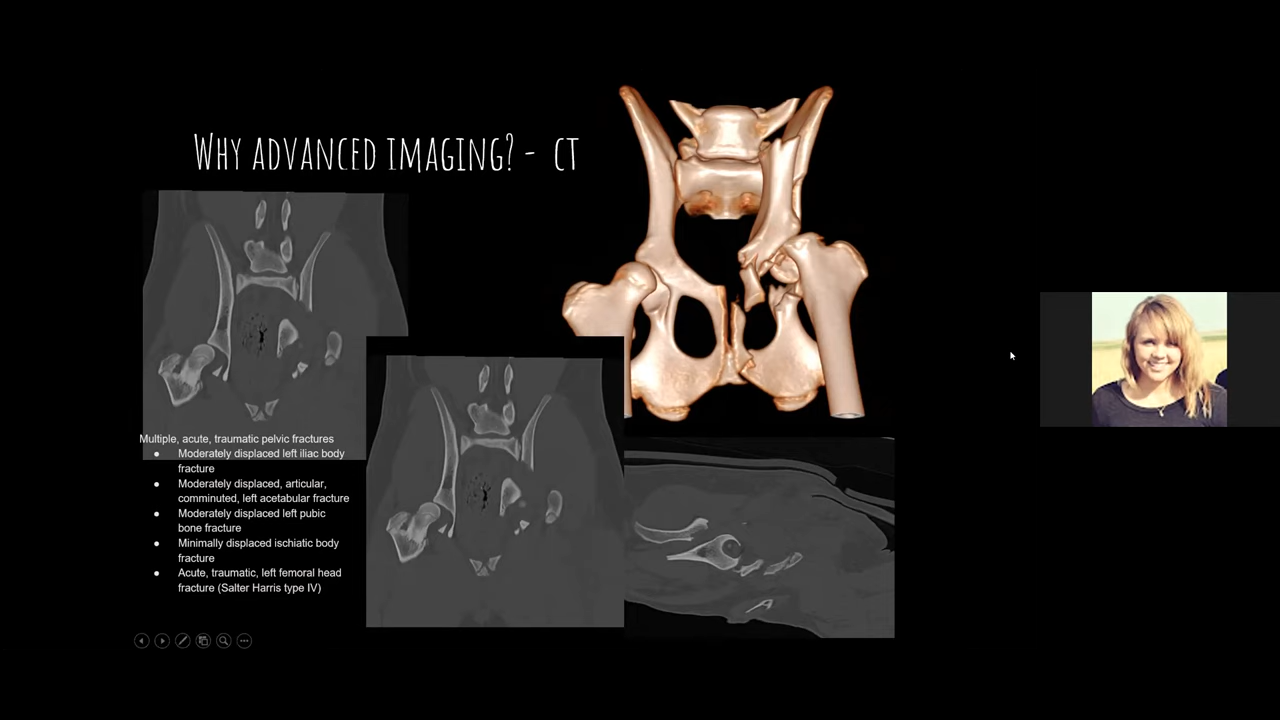 Why advanced imaging? - CT
Multiple, acute, traumatic pelvic fractures
● Moderately displaced left iliac body
fracture
● Moderately displaced, articular,
comminuted, left acetabular fracture
● Moderately displaced left pubic
bone fracture
● Minimally displaced ischiatic body
fracture
● Acute, traumatic, left femoral head
fracture (Salter Harris type IV)